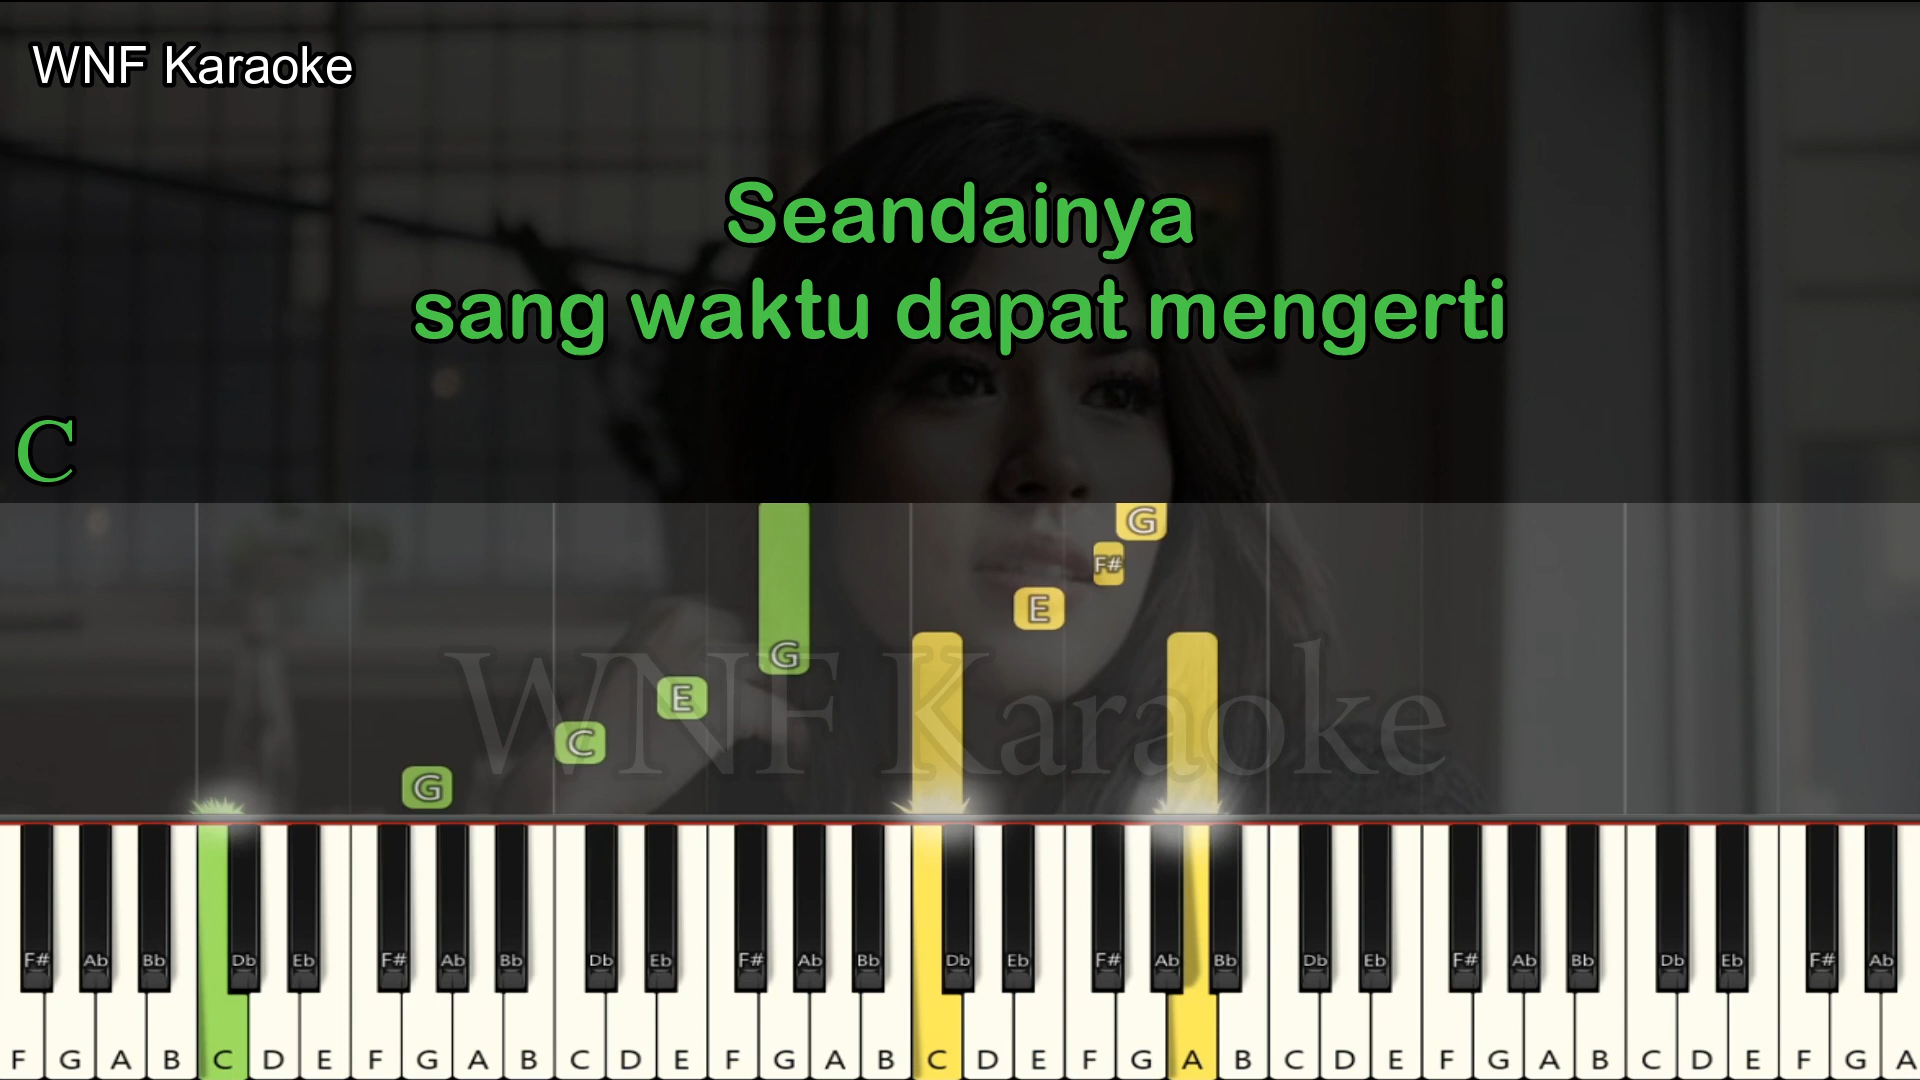 WNF Karaoke
Seandainya
sang waktu dapat mengerti
C
G
F#
E
G
E
C
G
WNF Karaoke
F# Ab Bb Db Eb F# Ab Bb Db Eb F# Ab Bb Db Eb F# Ab Bb Db Eb F# Ab Bb Db Eb F# Ab
F G A B C D E F G A B C D E F G A B C D E F G A B C D E F G A B C D E F G A